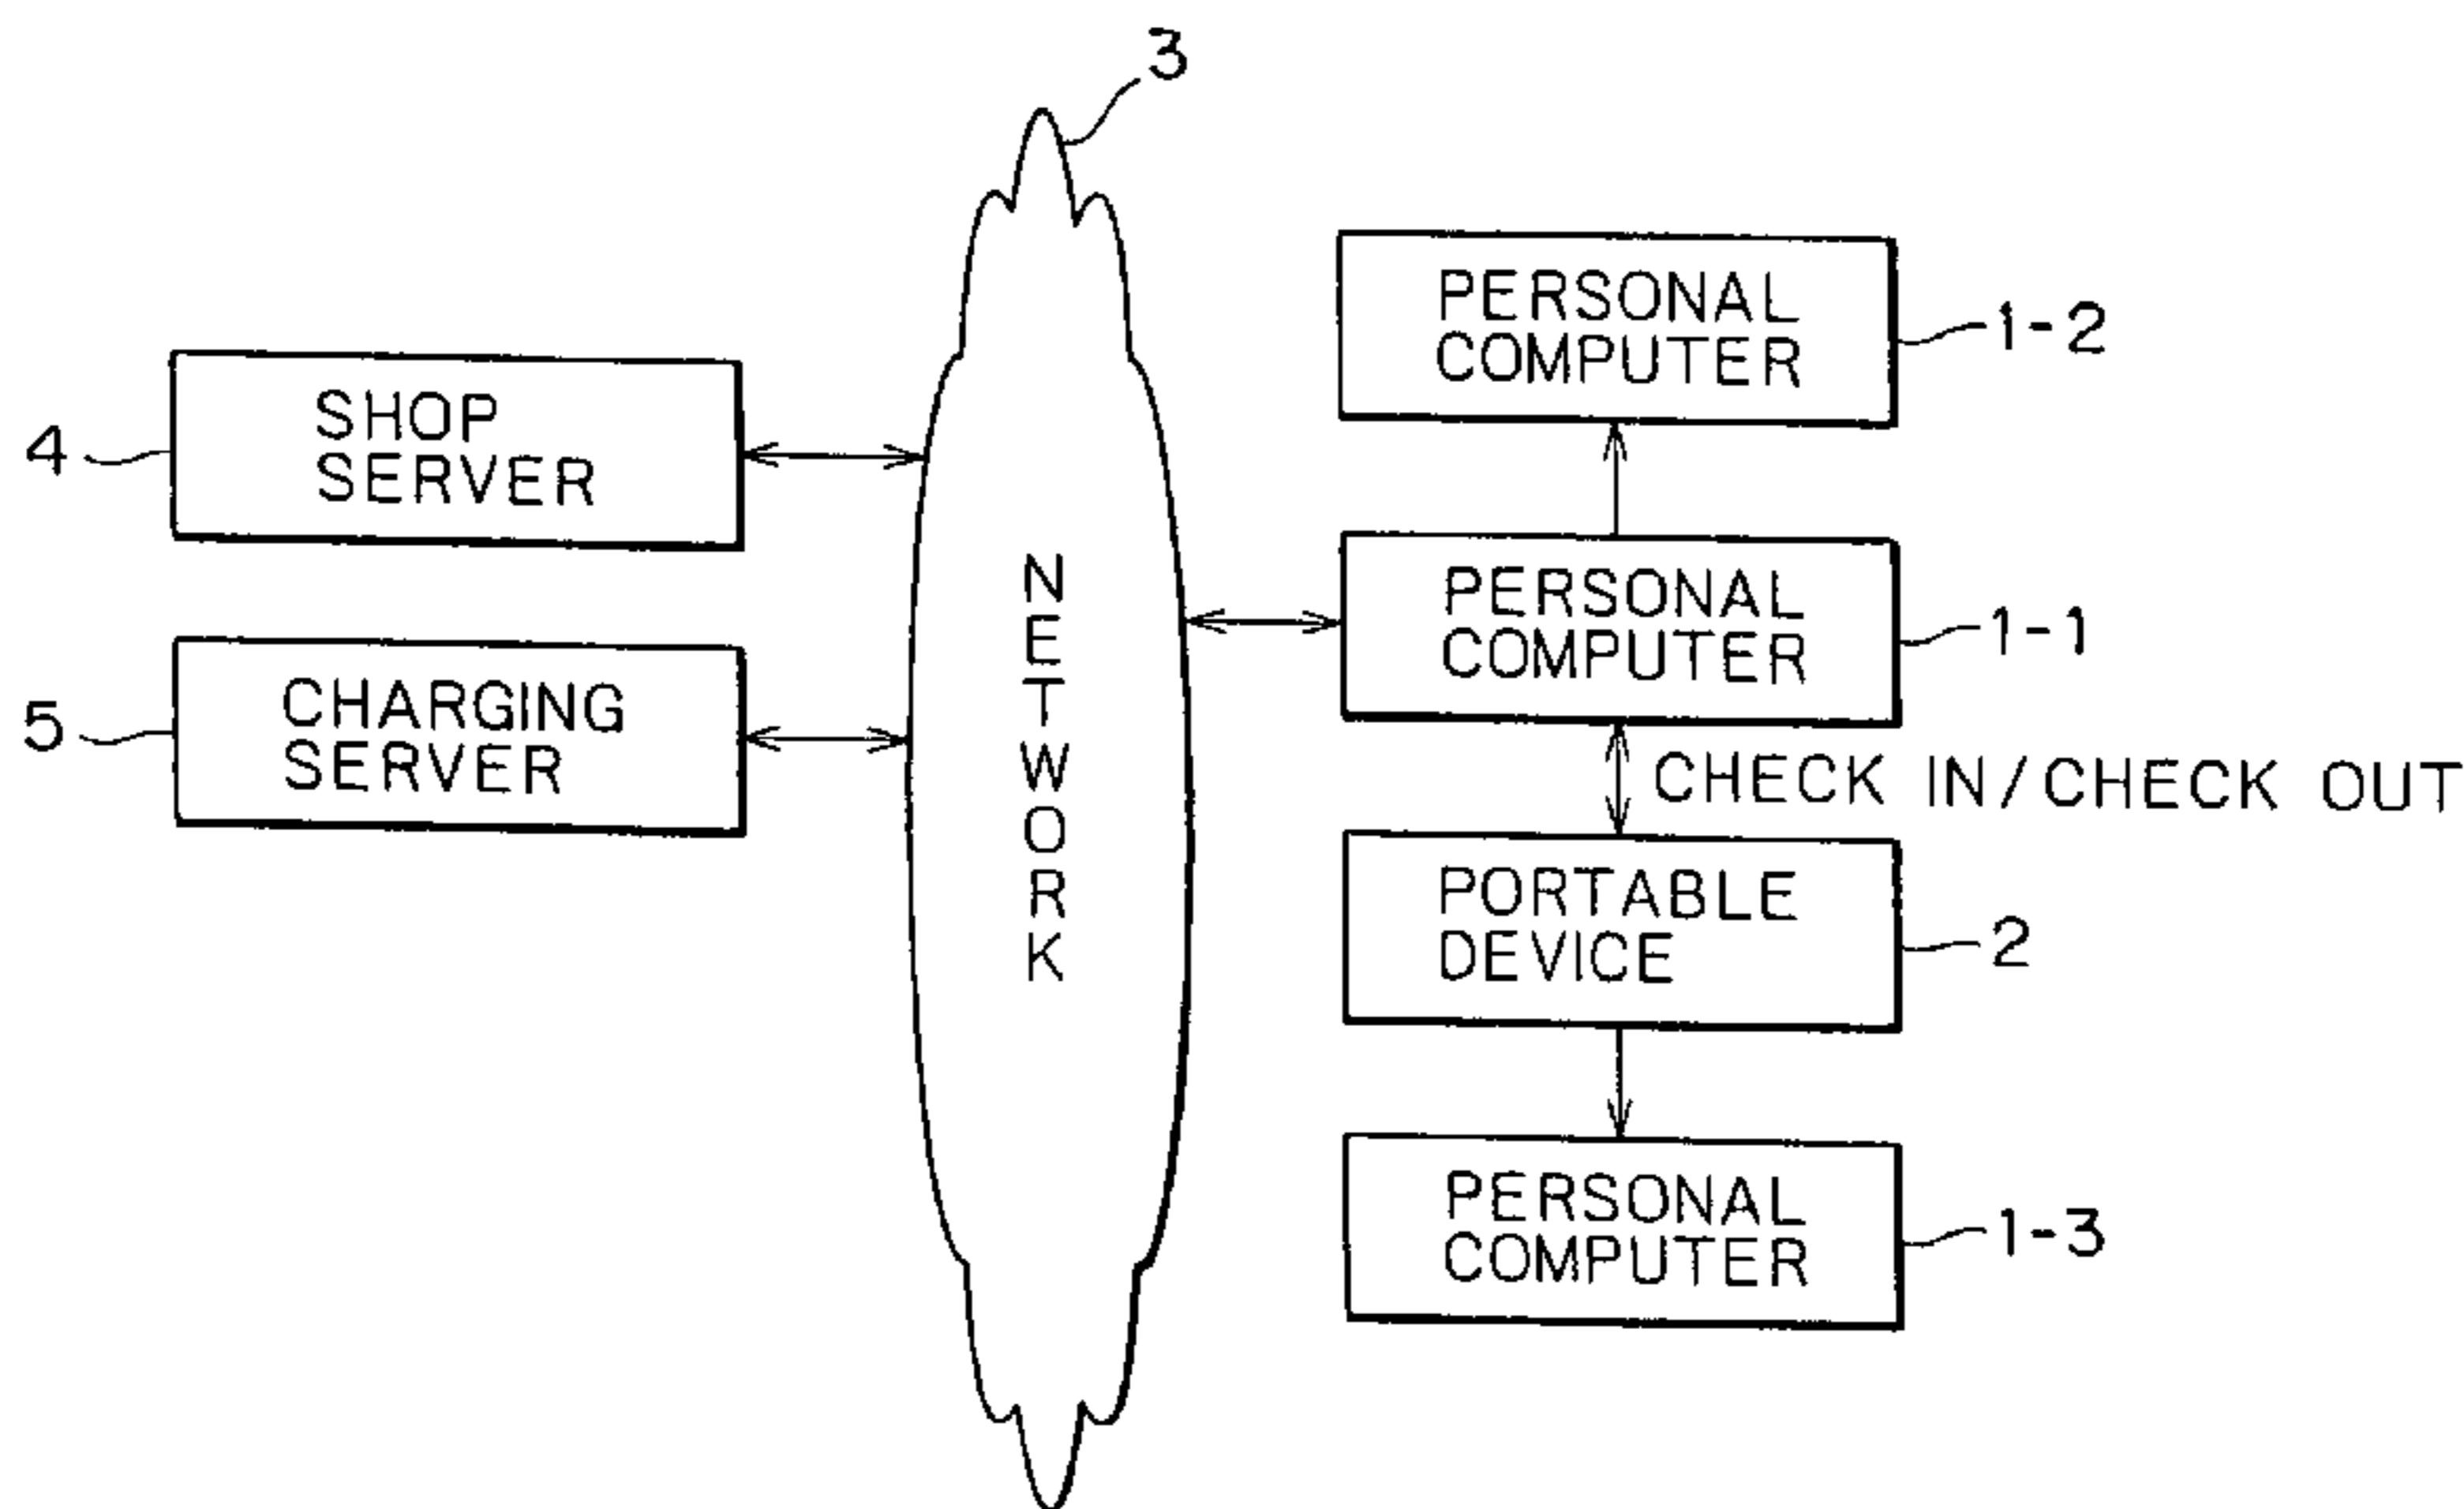 3
PERSONAL
COMPUTER
1-2
SHOP
SERVER
4
NETWORK
PERSONAL
COMPUTER
1-1
CHARGING
SERVER
5
CHECK IN/CHECK OUT
PORTABLE
DEVICE
2
PERSONAL
COMPUTER
1-3